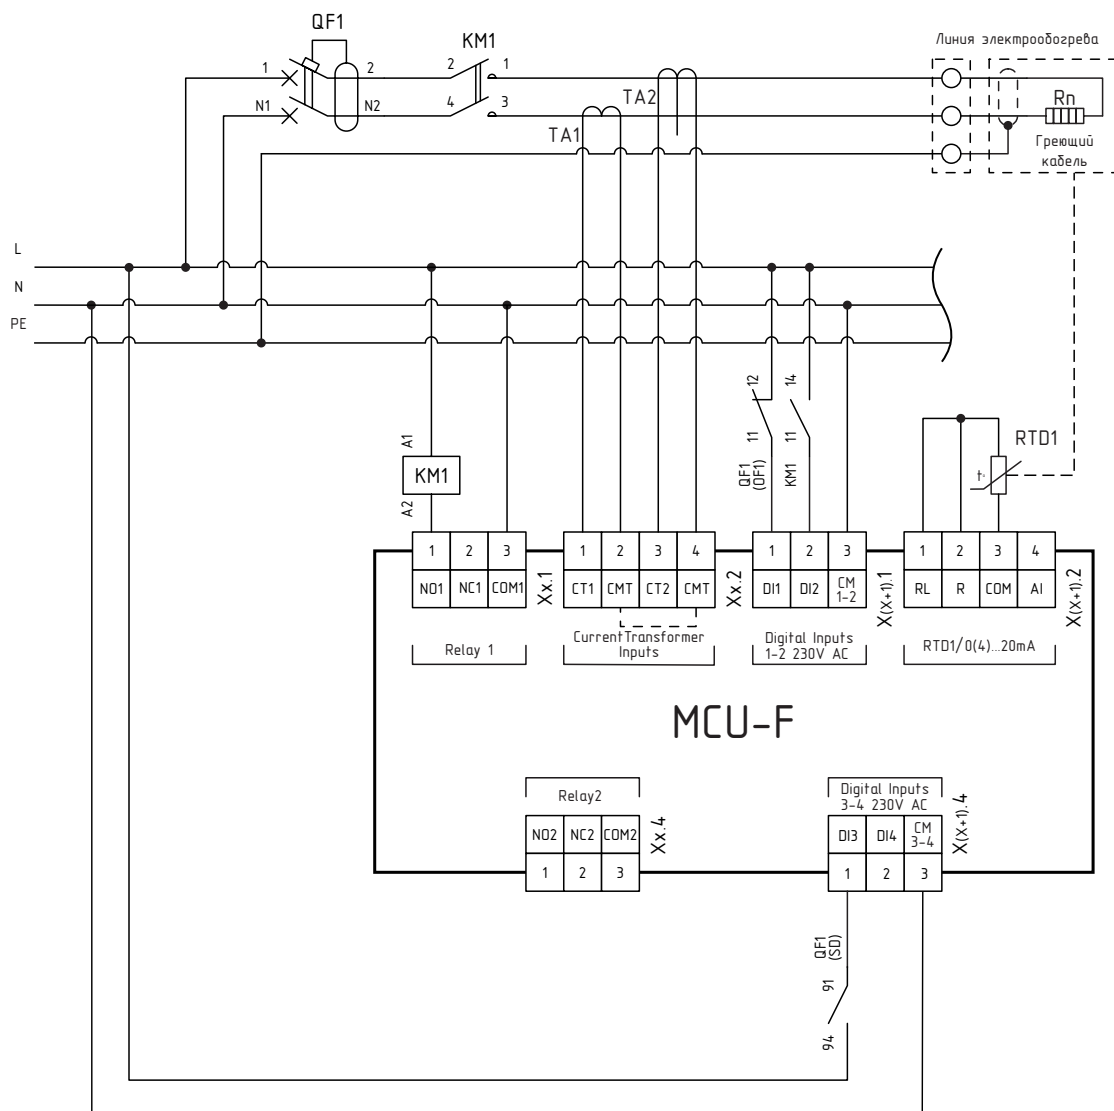 QF1
KM1
Линия электрообогрева
1
2
2
1
TA2
Rn
N1
N2
4
3
TA1
Греющий
кабель
L
N
PE
12
14
A1
11
11
RTD1
QF1
(OF1)
KM1
t°
KM1
A2
1
2
3
1
2
3
4
1
2
3
1
2
3
4
NO1
NC1
COM1
Xx.1
CT1
CMT
CT2
CMT
Xx.2
DI1
DI2
CM
1-2
X(x+1).1
RL
R
COM
AI
X(x+1).2
Relay 1
CurrentTransformer
Inputs
Digital Inputs
1-2 230V AC
RTD1/0(4)...20mA
MCU-F
Relay2
Digital Inputs
3-4 230V AC
NO2
NC2
COM2
Xx.4
DI3
DI4
CM
3-4
X(x+1).4
1
2
3
1
2
3
QF1
(SD)
91
94